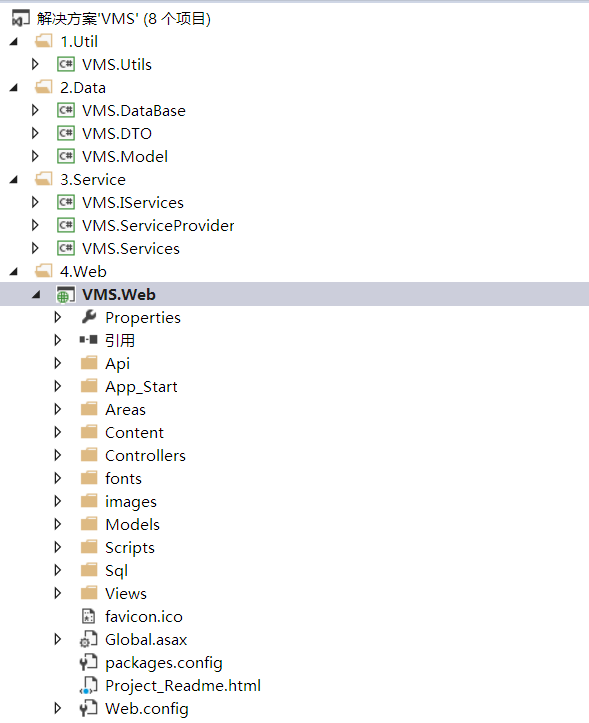 解决方案'VMS' (8 个项目)
1.Util
C# VMS.Utils
2.Data
C# VMS.DataBase
C# VMS.DTO
C# VMS.Model
3.Service
C# VMS.IServices
C# VMS.ServiceProvider
C# VMS.Services
4.Web
VMS.Web
Properties
引用
Api
App_Start
Areas
Content
Controllers
fonts
images
Models
Scripts
Sql
Views
favicon.ico
Global.asax
packages.config
Project_Readme.html
Web.config